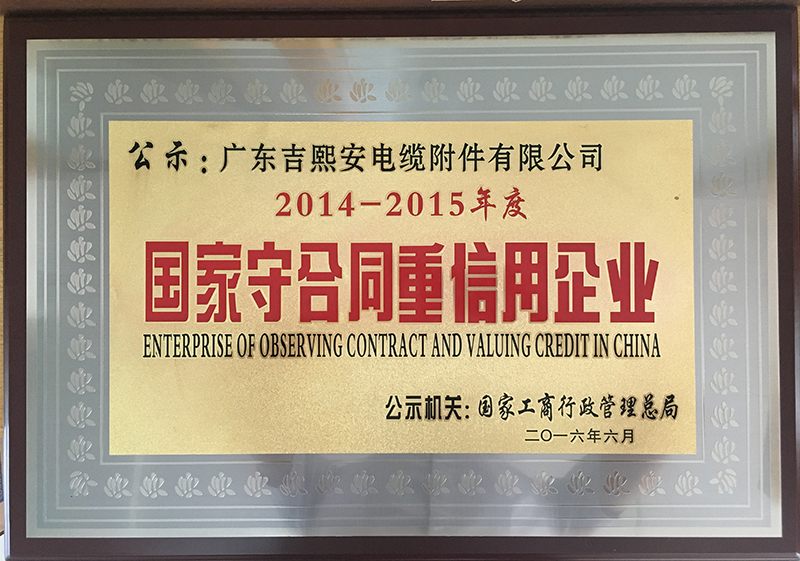 公示：广东吉熙安电缆附件有限公司
2014-2015年度
国家守合同重信用企业
ENTERPRISE OF OBSERVING CONTRACT AND VALUING CREDIT IN CHINA
公示机关：国家工商行政管理总局
二〇一六年六月